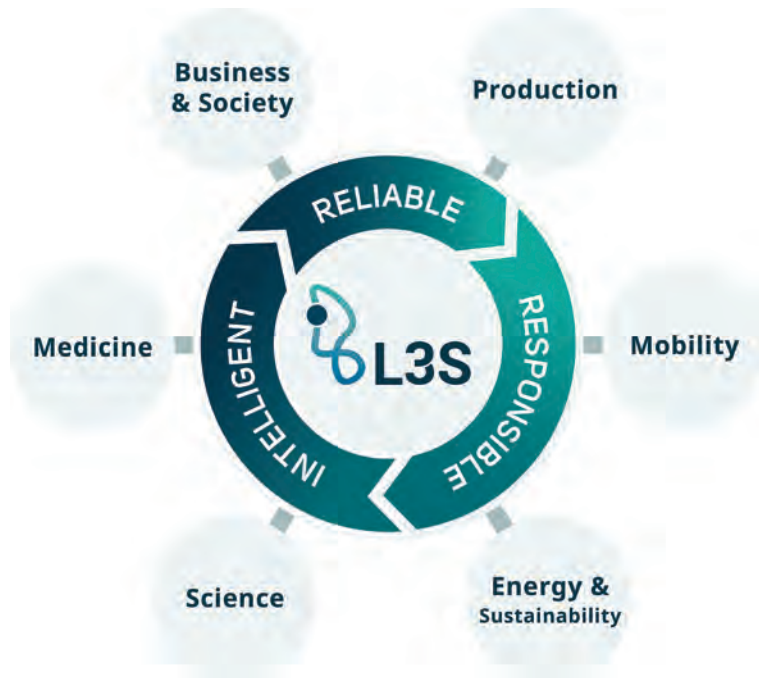 Business
& Society
Production
RELIABLE
RESPONSIBLE
INTELLIGENT
L3S
Medicine
Mobility
Science
Energy &
Sustainability